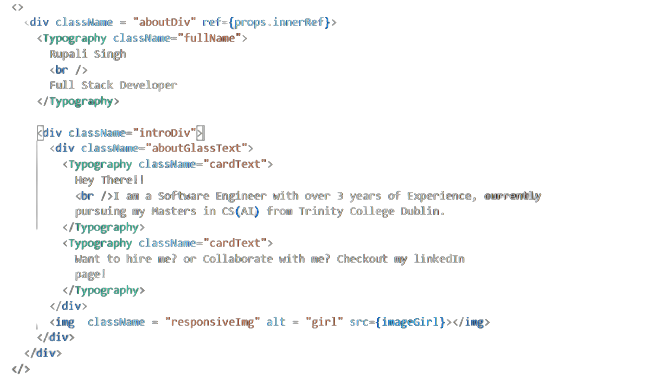 <>
<div className = "aboutDiv" ref={props.innerRef}>
<Typography className="fullName">
Rupali Singh
<br />
Full Stack Developer
</Typography>
<div className="introDiv">
<div className="aboutGlassText">
<Typography className="cardText">
Hey There!!
<br />I am a Software Engineer with over 3 years of Experience, currently
pursuing my Masters in CS(AI) from Trinity College Dublin.
</Typography>
<Typography className="cardText">
Want to hire me? or Collaborate with me? Checkout my linkedIn
page!
</Typography>
</div>
<img className = "responsiveImg" alt = "girl" src={imageGirl}></img>
</div>
</div>
</>